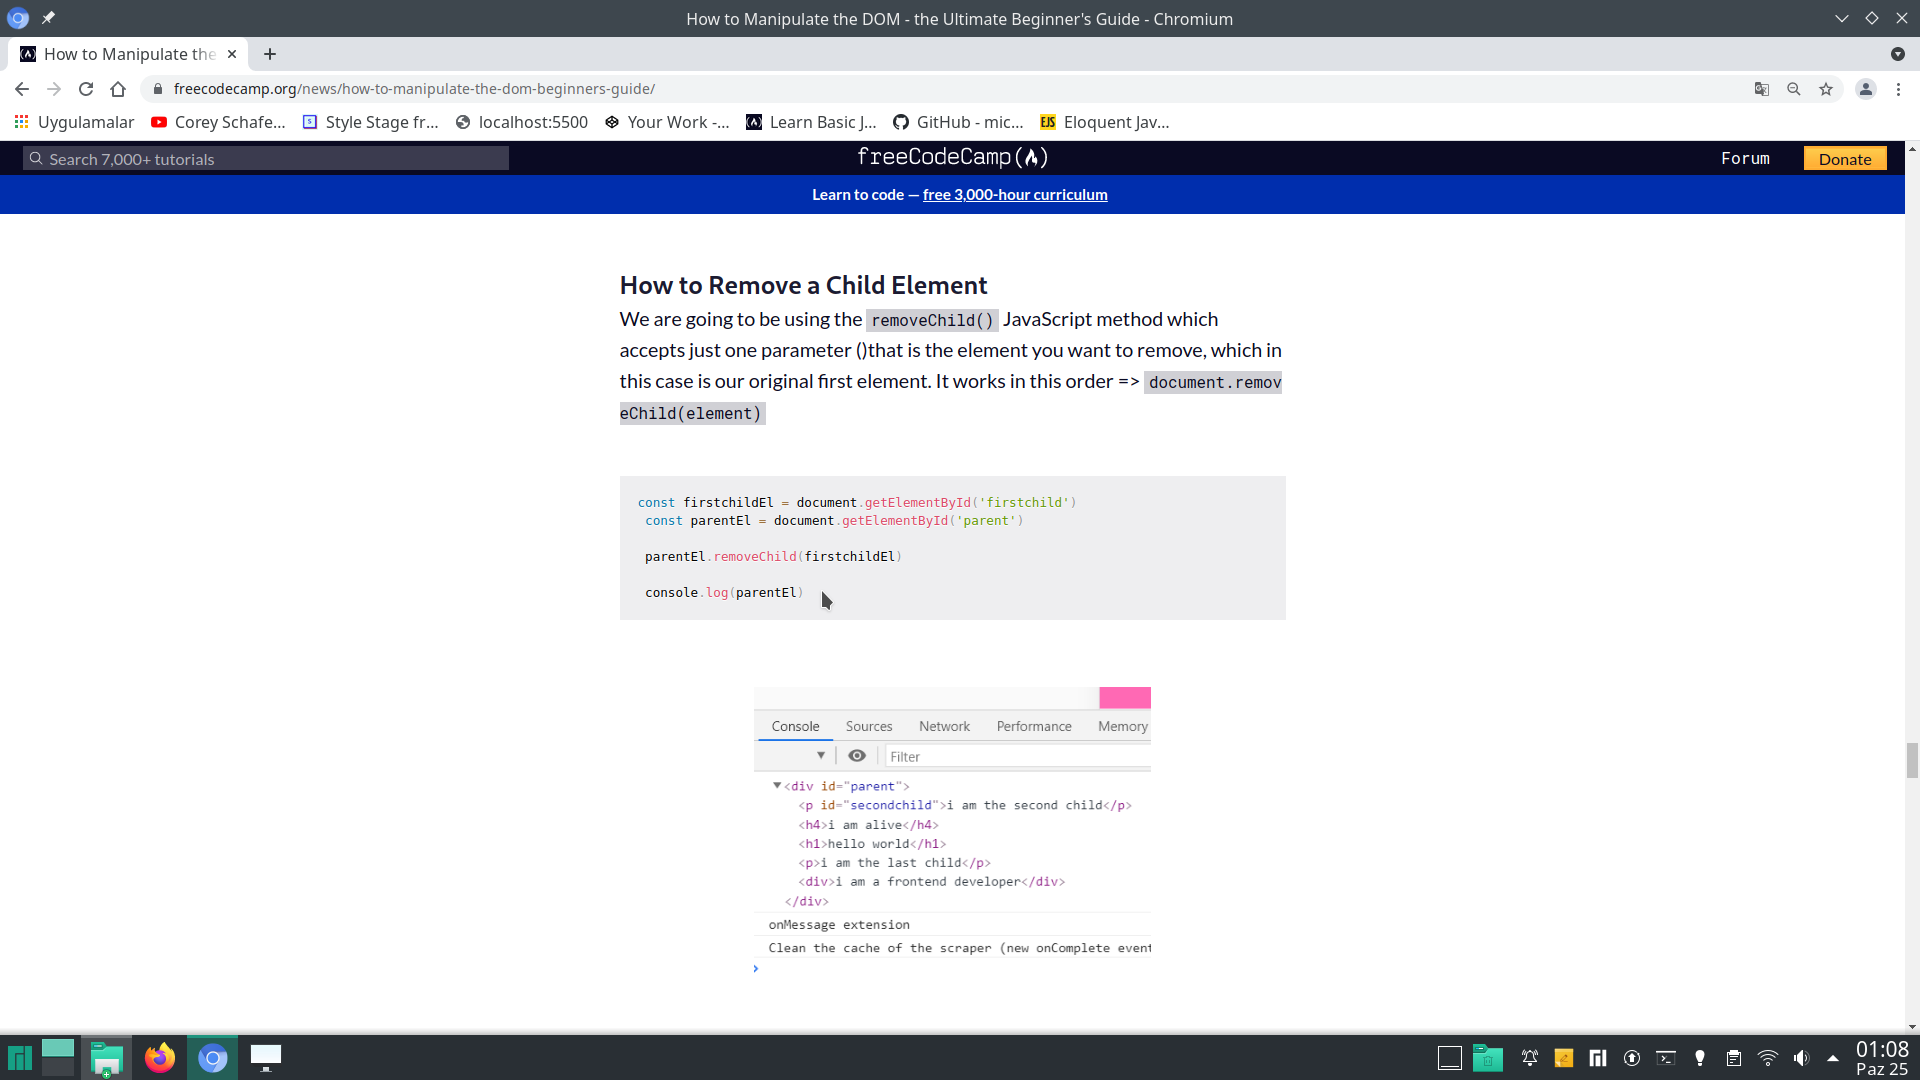 How to Manipulate the DOM - the Ultimate Beginner's Guide - Chromium
How to Manipulate the
freecodecamp.org/news/how-to-manipulate-the-dom-beginners-guide/
Uygulamalar Corey Schafe... Style Stage fr... localhost:5500 Your Work -... Learn Basic J... GitHub - mic... EJS Eloquent Jav...
Search 7,000+ tutorials freeCodeCamp Forum Donate
Learn to code — free 3,000-hour curriculum
How to Remove a Child Element
We are going to be using the removeChild() JavaScript method which
accepts just one parameter ()that is the element you want to remove, which in
this case is our original first element. It works in this order => document.remov
eChild(element)
const firstchildEl = document.getElementById('firstchild')
const parentEl = document.getElementById('parent')
parentEl.removeChild(firstchildEl)
console.log(parentEl)
Console Sources Network Performance Memory
Filter
<div id="parent">
<p id="secondchild">i am the second child</p>
<h4>i am alive</h4>
<h1>hello world</h1>
<p>i am the last child</p>
<div>i am a frontend developer</div>
</div>
onMessage extension
Clean the cache of the scraper (new onComplete event
01:08
Paz 25